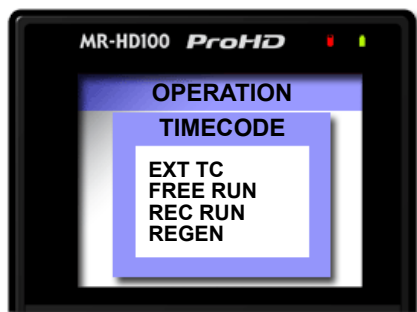 MR-HD100 ProHD
OPERATION
TIMECODE
EXT TC
FREE RUN
REC RUN
REGEN